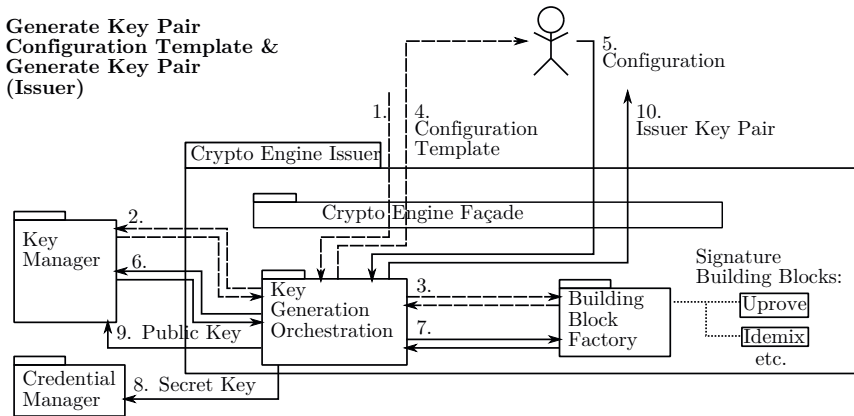 Generate Key Pair
Configuration Template &
Generate Key Pair
(Issuer)
5.
Configuration
1.
4.
Configuration
Template
10.
Issuer Key Pair
Crypto Engine Issuer
Crypto Engine Façade
2.
Key
Manager
6.
Key
Generation
Orchestration
3.
7.
Building
Block
Factory
Signature
Building Blocks:
Uprove
Idemix
etc.
9. Public Key
8. Secret Key
Credential
Manager